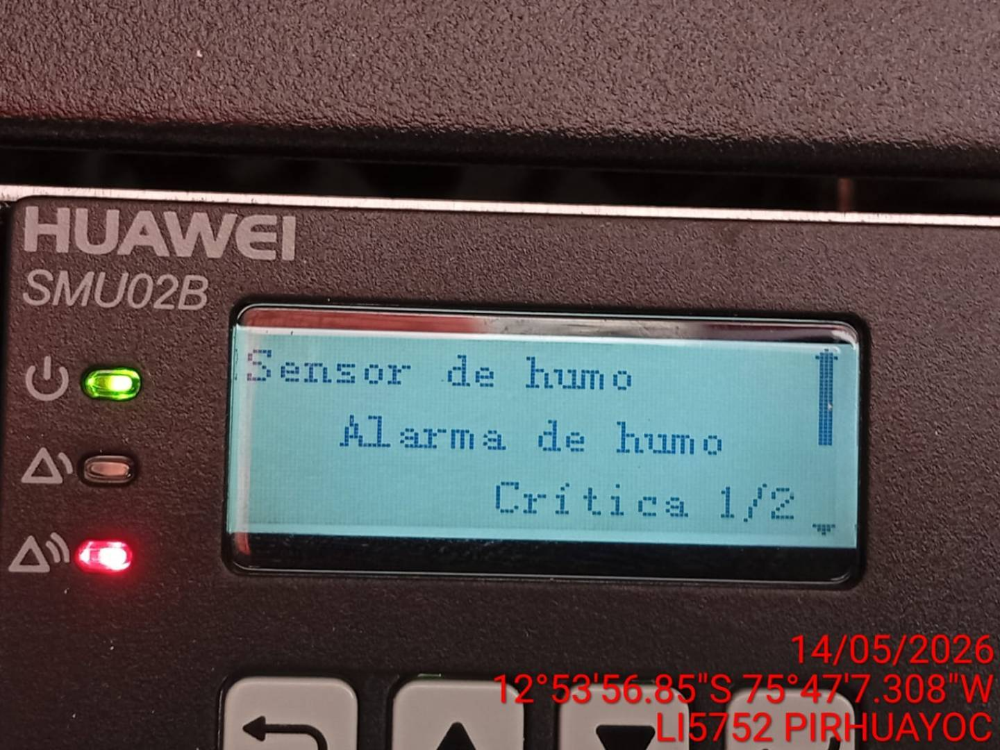 HUAWEI
SMU02B
Sensor de humo
Alarma de humo
Crítica 1/2
14/05/2026
12°53'56.85"S 75°47'7.308"W
LI5752 PIRHUAYOC